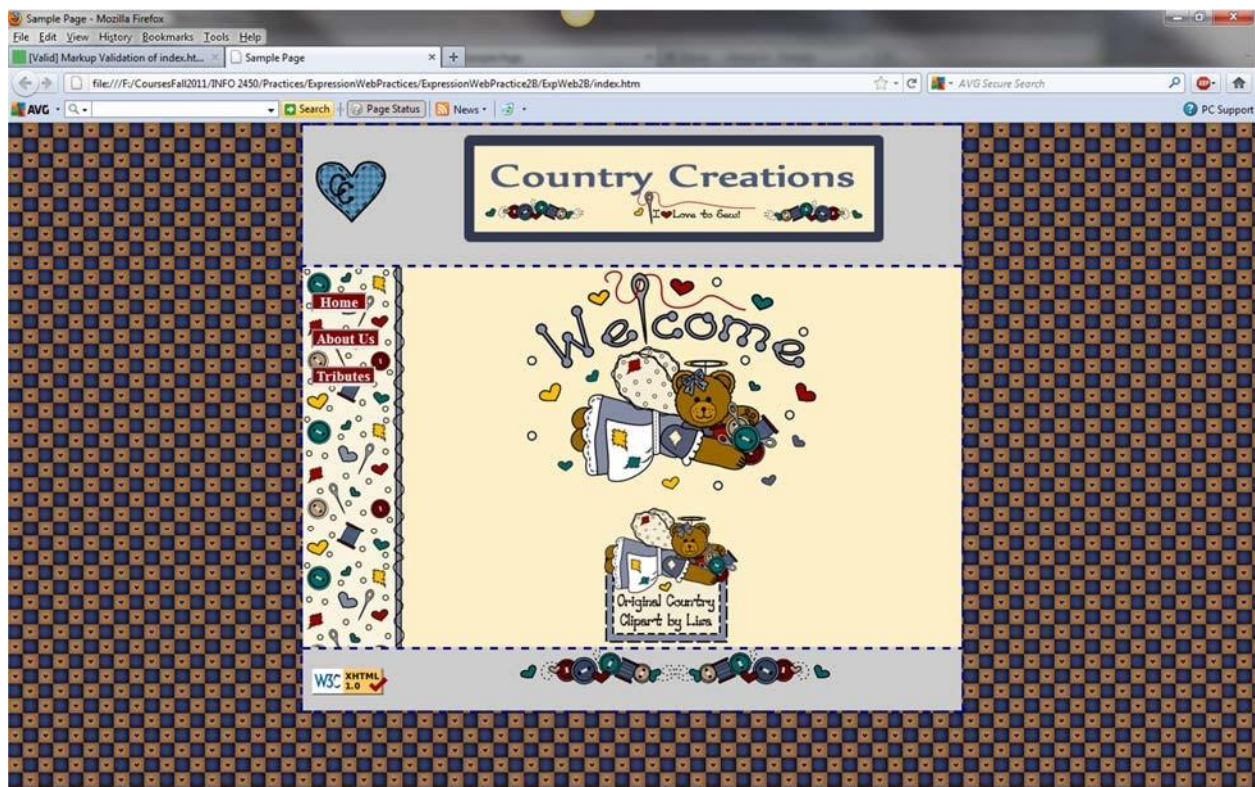 Sample Page - Mozilla Firefox
File Edit View History Bookmarks Tools Help
[Valid] Markup Validation of index.ht... Sample Page
file:///F:/CoursesFall2011/INFO 2450/Practices/ExpressionWebPractices/ExpressionWebPractice2B/ExpWeb2B/index.htm AVG Secure Search
AVG Search Page Status News PC Support
CC
Country Creations
I Love to Sew!
Welcome
Home
About Us
Tributes
Original Country
Clipart by Lisa
W3C XHTML
1.0